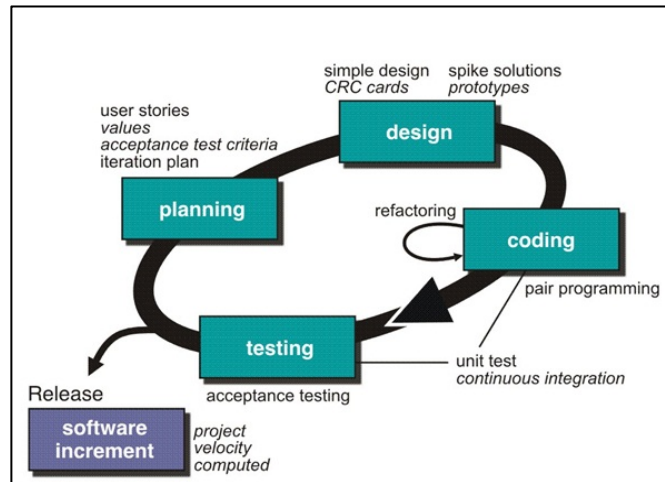 simple design
CRC cards
spike solutions
prototypes
design
user stories
values
acceptance test criteria
iteration plan
planning
refactoring
coding
pair programming
testing
acceptance testing
unit test
continuous integration
Release
software
increment
project
velocity
computed